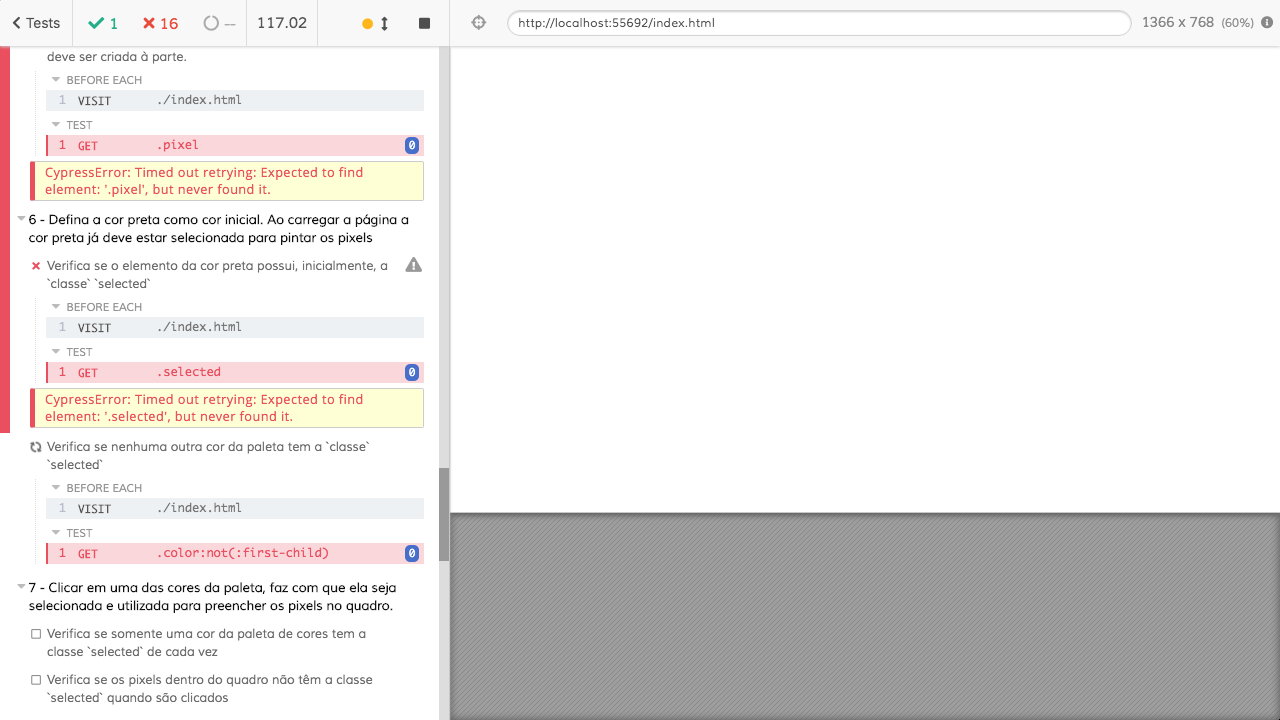 Tests 1 16 -- 117.02 http://localhost:55692/index.html 1366 x 768 (60%)
deve ser criada à parte.
BEFORE EACH
1 VISIT ./index.html
TEST
1 GET .pixel 0
CypressError: Timed out retrying: Expected to find
element: '.pixel', but never found it.
6 - Defina a cor preta como cor inicial. Ao carregar a página a
cor preta já deve estar selecionada para pintar os pixels
Verifica se o elemento da cor preta possui, inicialmente, a
`classe` `selected`
BEFORE EACH
1 VISIT ./index.html
TEST
1 GET .selected 0
CypressError: Timed out retrying: Expected to find
element: '.selected', but never found it.
Verifica se nenhuma outra cor da paleta tem a `classe`
`selected`
BEFORE EACH
1 VISIT ./index.html
TEST
1 GET .color:not(:first-child) 0
7 - Clicar em uma das cores da paleta, faz com que ela seja
selecionada e utilizada para preencher os pixels no quadro.
Verifica se somente uma cor da paleta de cores tem a
classe `selected` de cada vez
Verifica se os pixels dentro do quadro não têm a classe
`selected` quando são clicados